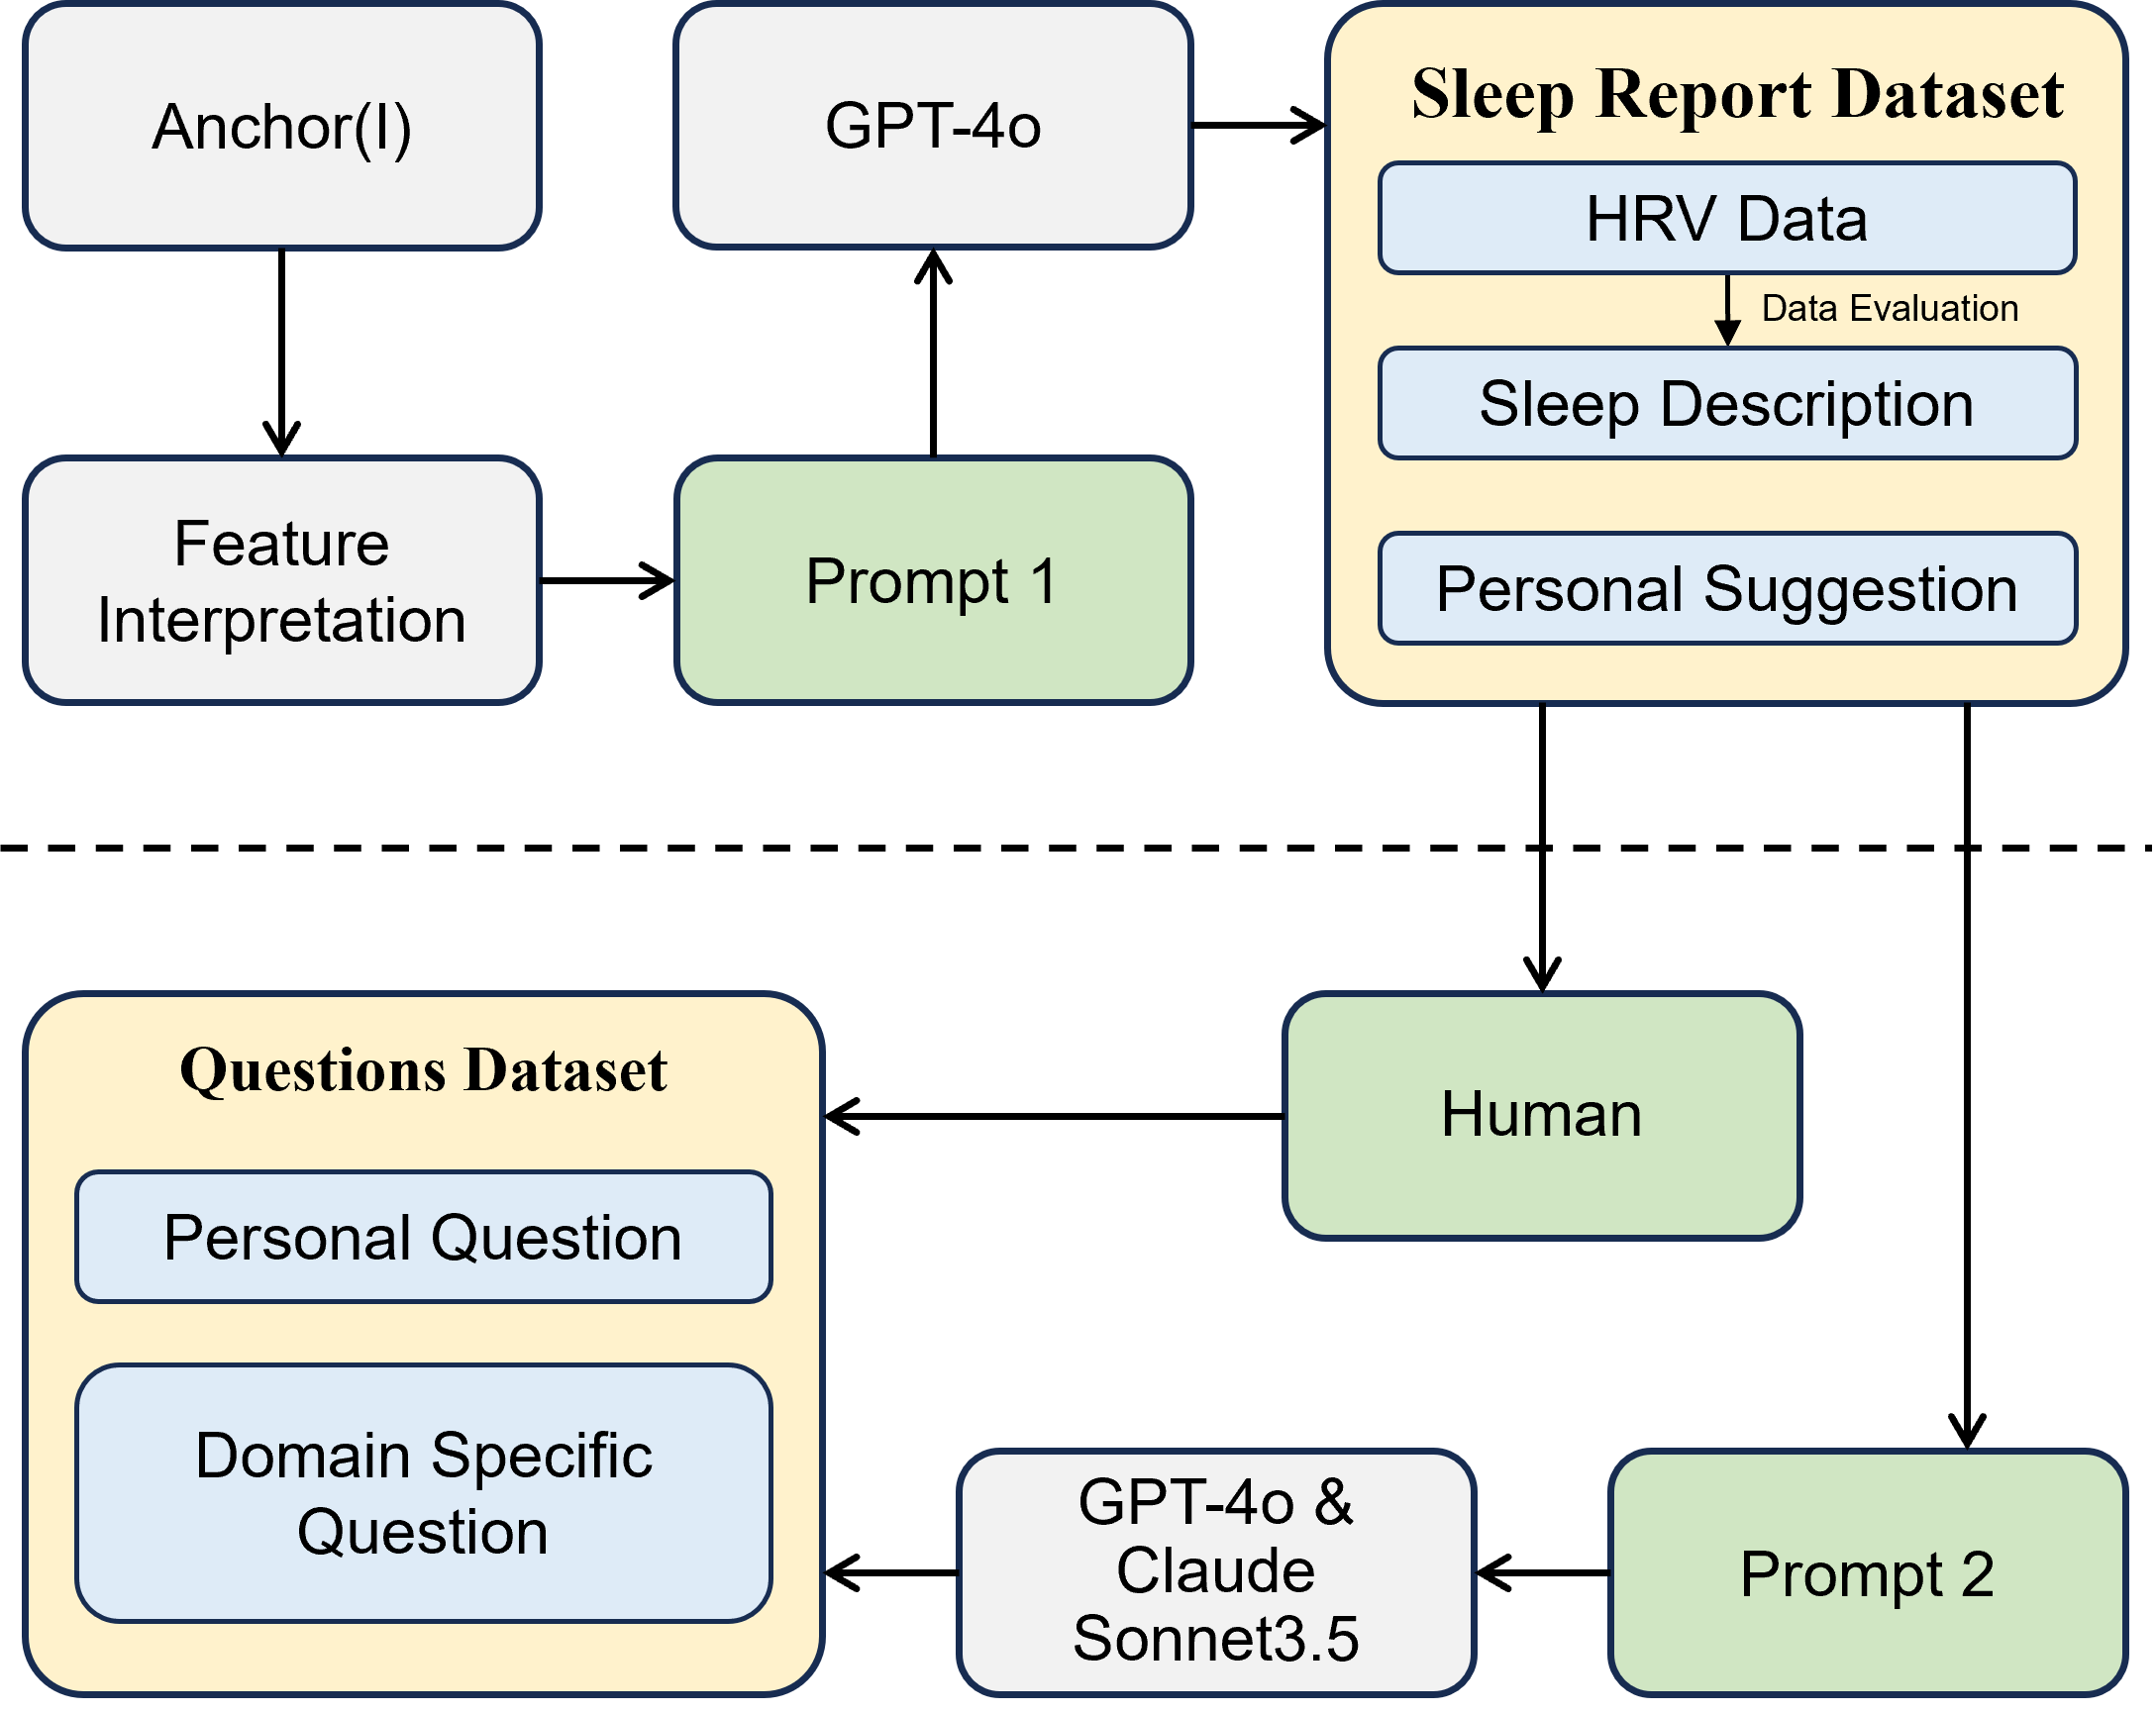 Anchor(I)
GPT-4o
Sleep Report Dataset
HRV Data
Data Evaluation
Sleep Description
Personal Suggestion
Feature
Interpretation
Prompt 1
Human
Questions Dataset
Personal Question
Domain Specific
Question
GPT-4o &
Claude
Sonnet3.5
Prompt 2